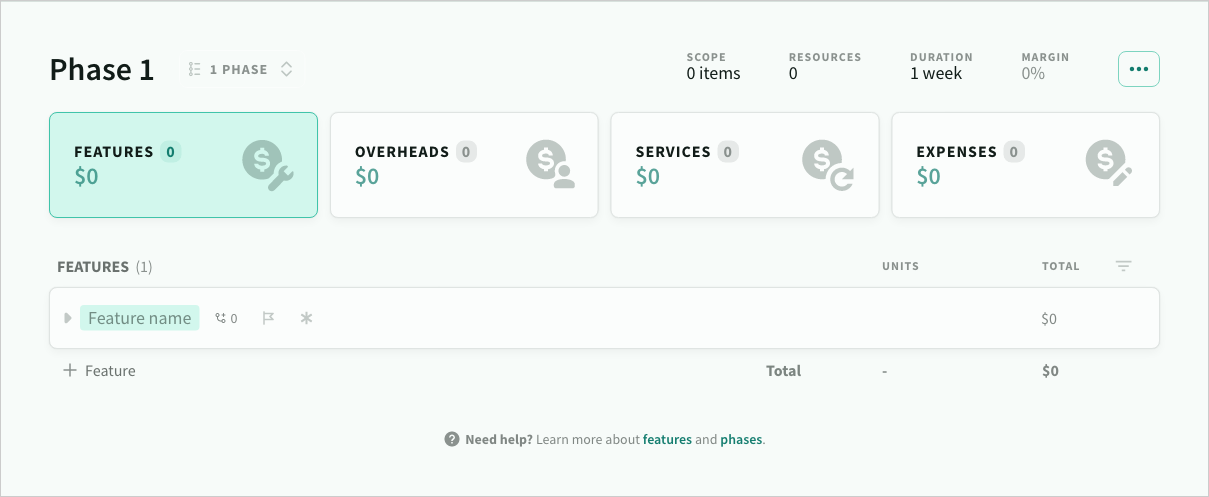 Phase 1
1 PHASE
SCOPE
0 items
RESOURCES
0
DURATION
1 week
MARGIN
0%
FEATURES 0
$0
OVERHEADS 0
$0
SERVICES 0
$0
EXPENSES 0
$0
FEATURES (1)
UNITS
TOTAL
Feature name
0
$0
Feature
Total
-
$0
Need help? Learn more about features and phases.